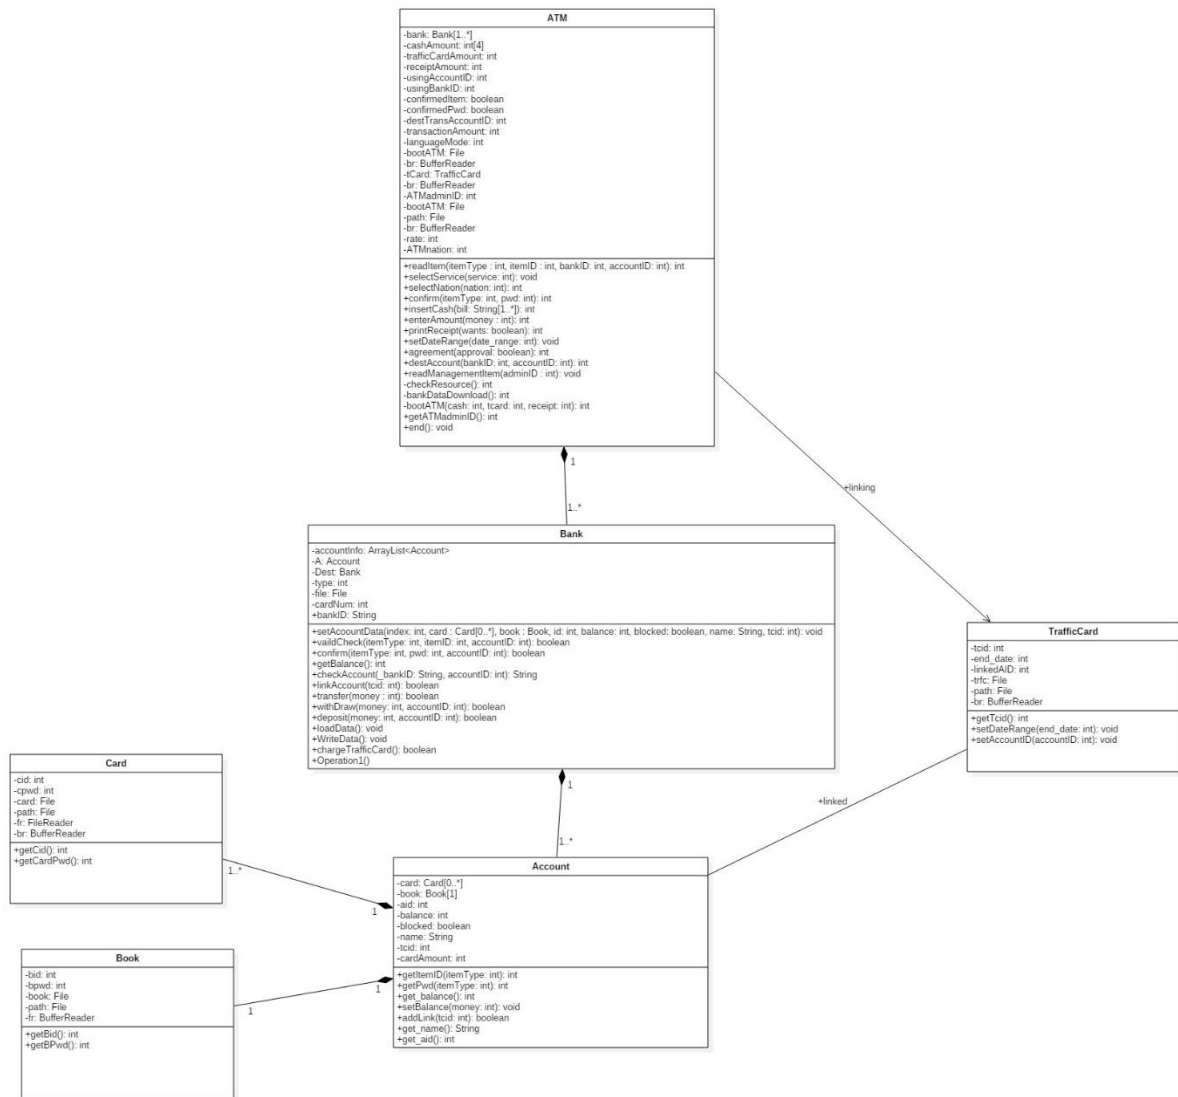 ATM
-bank: Bank[1..*]
-cashAmount: int[4]
-trafficCardAmount: int
-receiptAmount: int
-usingAccountID: int
-usingBankID: int
-confirmedItem: boolean
-confirmedPwd: boolean
-destTransAccountID: int
-transactionAmount: int
-languageMode: int
-bootATM: File
-br: BufferReader
-tCard: TrafficCard
-br: BufferReader
-ATMadminID: int
-bootATM: File
-path: File
-br: BufferReader
-rate: int
-ATMnation: int
+readItem(itemType : int, itemID : int, bankID: int, accountID: int): int
+selectService(service: int): void
+selectNation(nation: int): int
+confirm(itemType: int, pwd: int): int
+insertCash(bill: String[1..*]): int
+enterAmount(money : int): int
+printReceipt(wants: boolean): int
+setDateRange(date_range: int): void
+agreement(approval: boolean): int
+destAccount(bankID: int, accountID: int): int
+readManagementItem(adminID : int): void
-checkResource(): int
-bankDataDownload(): int
-bootATM(cash: int, tcard: int, receipt: int): int
+getATMadminID(): int
+end(): void
1
+linking
1..*
Bank
-accountInfo: ArrayList<Account>
-A: Account
-Dest: Bank
-type: int
-file: File
-cardNum: int
+bankID: String
+setAcoountData(index: int, card : Card[0..*], book : Book, id: int, balance: int, blocked: boolean, name: String, tcid: int): void
+vaildCheck(itemType: int, itemID: int, accountID: int): boolean
+confirm(itemType: int, pwd: int, accountID: int): boolean
+getBalance(): int
+checkAccount(_bankID: String, accountID: int): String
+linkAccount(tcid: int): boolean
+transfer(money : int): boolean
+withDraw(money: int, accountID: int): boolean
+deposit(money: int, accountID: int): boolean
+loadData(): void
+WriteData(): void
+chargeTrafficCard(): boolean
+Operation1()
TrafficCard
-tcid: int
-end_date: int
-linkedAID: int
-trfc: File
-path: File
-br: BufferReader
+getTcid(): int
+setDateRange(end_date: int): void
+setAccountID(accountID: int): void
1
+linked
1..*
Card
-cid: int
-cpwd: int
-card: File
-path: File
-fr: FileReader
-br: BufferReader
+getCid(): int
+getCardPwd(): int
1..*
1
Account
-card: Card[0..*]
-book: Book[1]
-aid: int
-balance: int
-blocked: boolean
-name: String
-tcid: int
-cardAmount: int
+getItemID(itemType: int): int
+getPwd(itemType: int): int
+get_balance(): int
+setBalance(money: int): void
+addLink(tcid: int): boolean
+get_name(): String
+get_aid(): int
Book
-bid: int
-bpwd: int
-book: File
-path: File
-fr: BufferReader
+getBid(): int
+getBPwd(): int
1
1